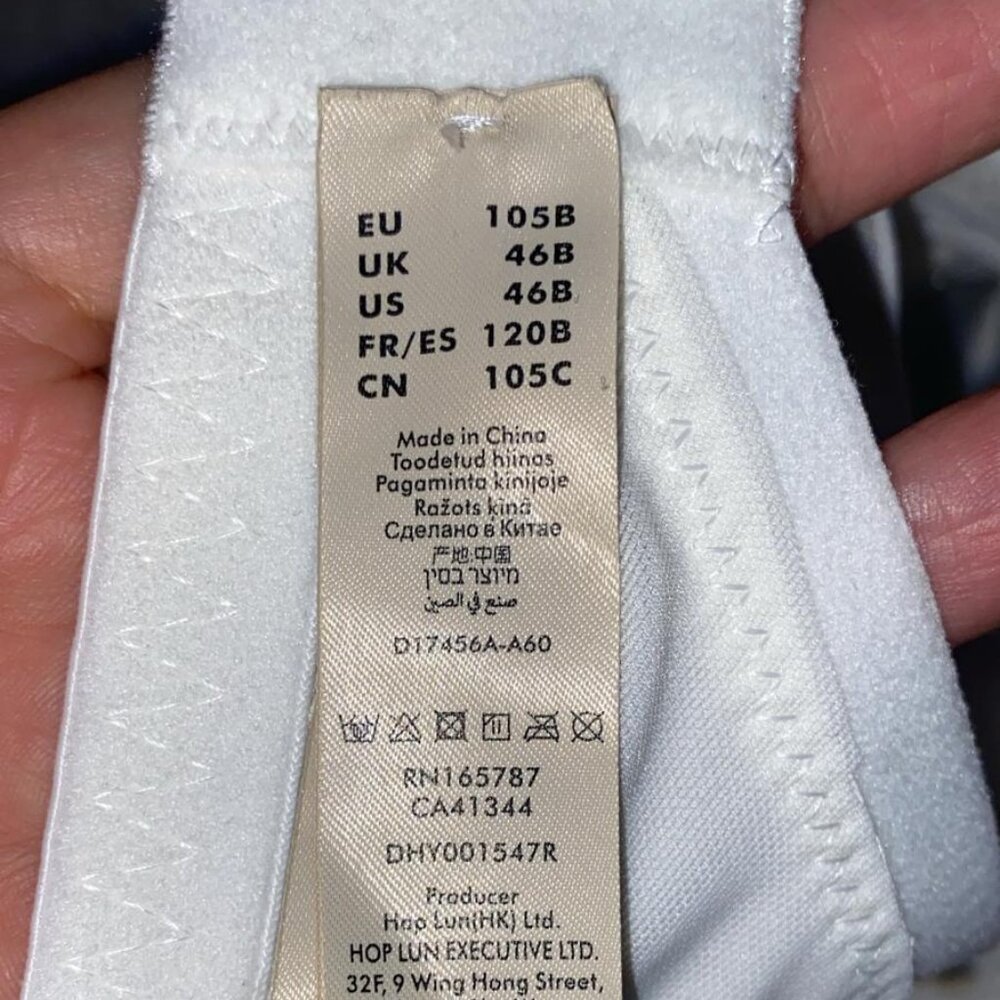 EU 105B
UK 46B
US 46B
FR/ES 120B
CN 105C
Made in China
Toodetud hiinas
Pagaminta kinijoje
Ražots kīnā
Сделано в Китае
产地:中国
מיוצר בסין
صنع في الصين
D17456A-A60
RN165787
CA41344
DHY001547R
Producer
Hop Lun(HK) Ltd.
HOP LUN EXECUTIVE LTD.
32F, 9 Wing Hong Street,